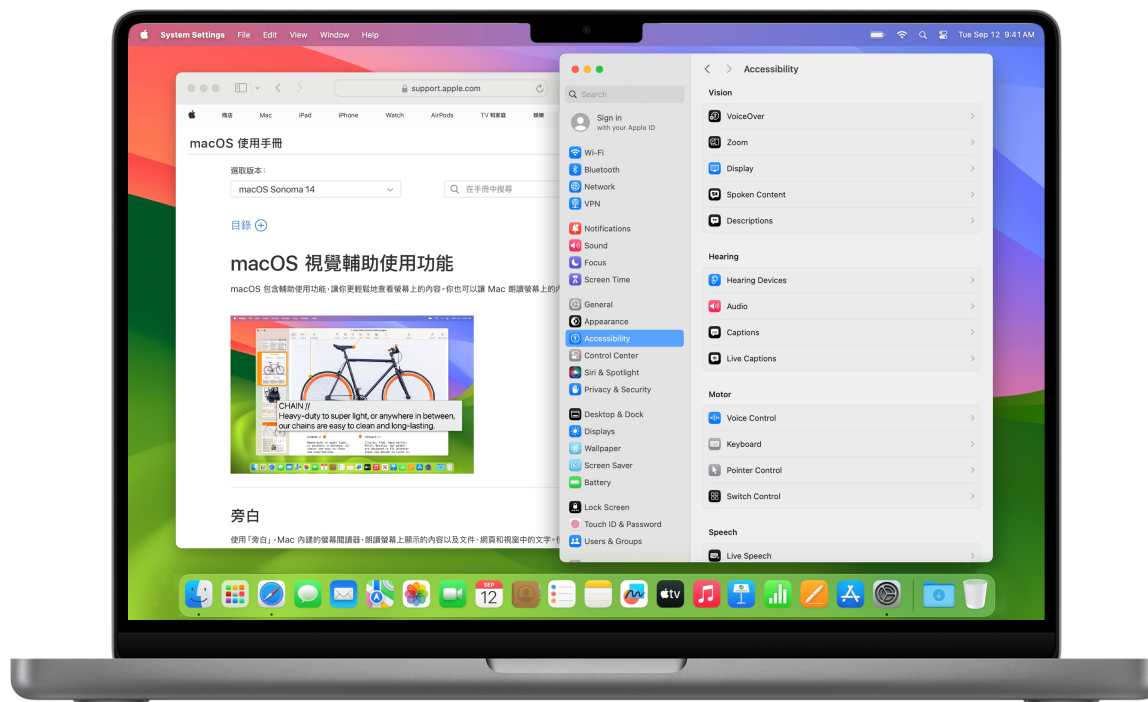 System Settings File Edit View Window Help
Tue Sep 12 9:41 AM
support.apple.com
商店 Mac iPad iPhone Watch AirPods TV 和家庭 娛樂
macOS 使用手冊
選取版本：
macOS Sonoma 14
在手冊中搜尋
目錄
macOS 視覺輔助使用功能
macOS 包含輔助使用功能，讓你更輕鬆地查看螢幕上的內容。你也可以讓 Mac 朗讀螢幕上的
CHAIN //
Heavy-duty to super light, or anywhere in between,
our chains are easy to clean and long-lasting.
旁白
使用「旁白」，Mac 內建的螢幕閱讀器，朗讀螢幕上顯示的內容以及文件、網頁和視窗中的文字。
Search
Sign in
with your Apple ID
Wi-Fi
Bluetooth
Network
VPN
Notifications
Sound
Focus
Screen Time
General
Appearance
Accessibility
Control Center
Siri & Spotlight
Privacy & Security
Desktop & Dock
Displays
Wallpaper
Screen Saver
Battery
Lock Screen
Touch ID & Password
Users & Groups
Accessibility
Vision
VoiceOver
Zoom
Display
Spoken Content
Descriptions
Hearing
Hearing Devices
Audio
Captions
Live Captions
Motor
Voice Control
Keyboard
Pointer Control
Switch Control
Speech
Live Speech
SEP
12
tv